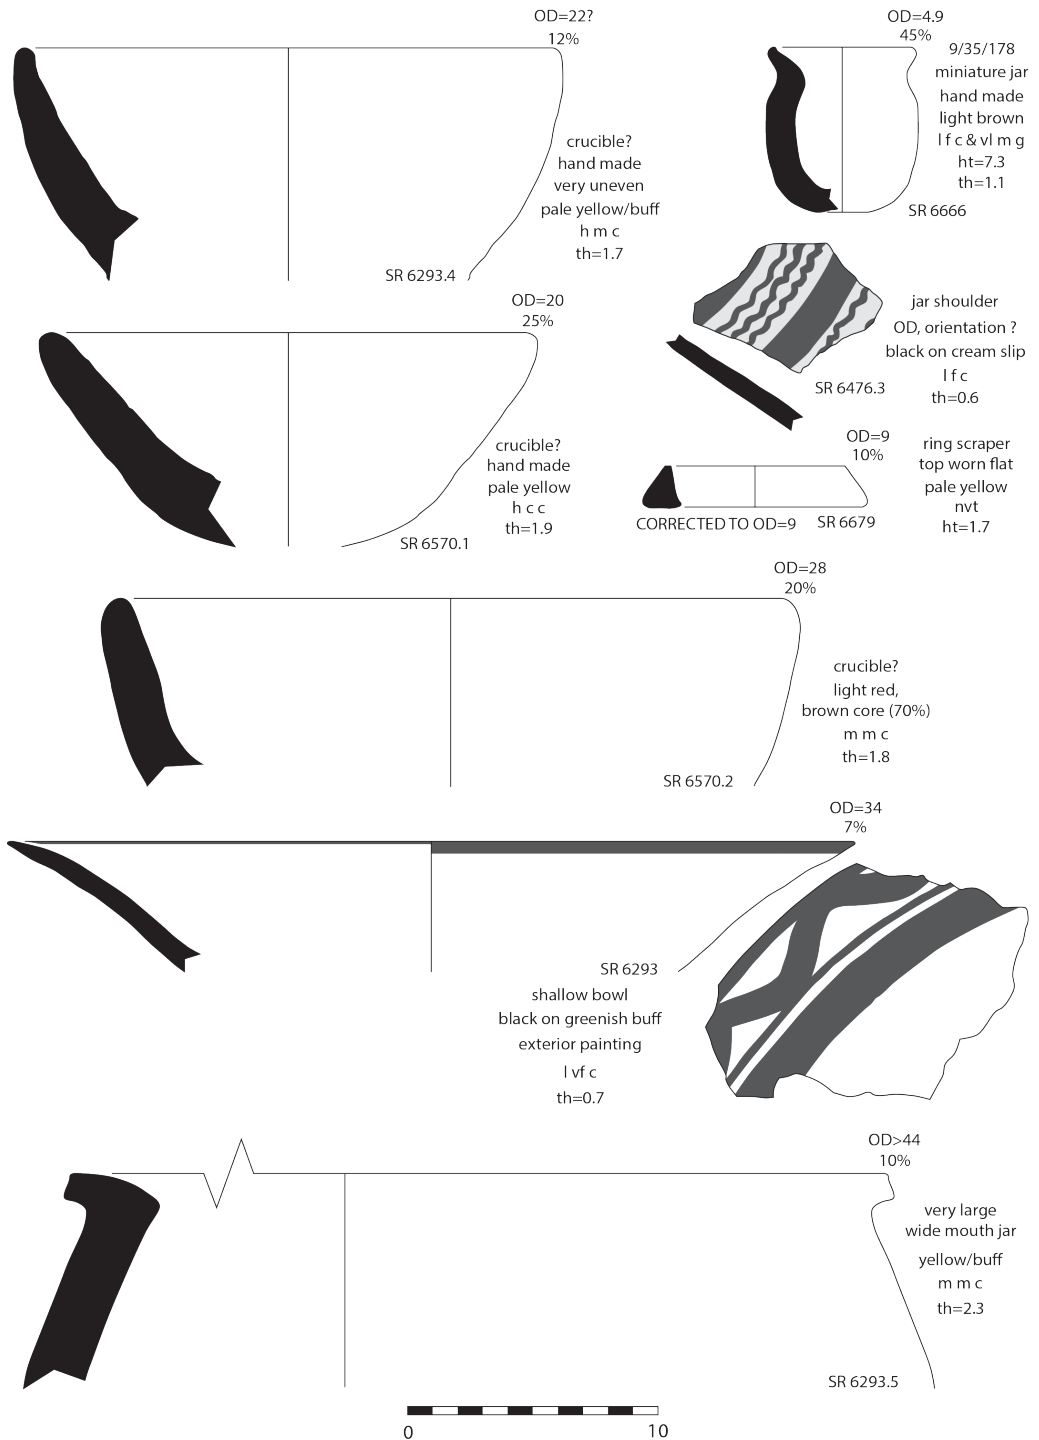 OD=22?
12%
crucible?
hand made
very uneven
pale yellow/buff
h m c
th=1.7
SR 6293.4
OD=4.9
45%
9/35/178
miniature jar
hand made
light brown
l f c & vl m g
ht=7.3
th=1.1
SR 6666
OD=20
25%
crucible?
hand made
pale yellow
h c c
th=1.9
SR 6570.1
jar shoulder
OD, orientation ?
black on cream slip
l f c
th=0.6
SR 6476.3
OD=9
10%
ring scraper
top worn flat
pale yellow
nvt
ht=1.7
CORRECTED TO OD=9
SR 6679
OD=28
20%
crucible?
light red,
brown core (70%)
m m c
th=1.8
SR 6570.2
OD=34
7%
SR 6293
shallow bowl
black on greenish buff
exterior painting
l vf c
th=0.7
OD>44
10%
very large
wide mouth jar
yellow/buff
m m c
th=2.3
SR 6293.5
0 10